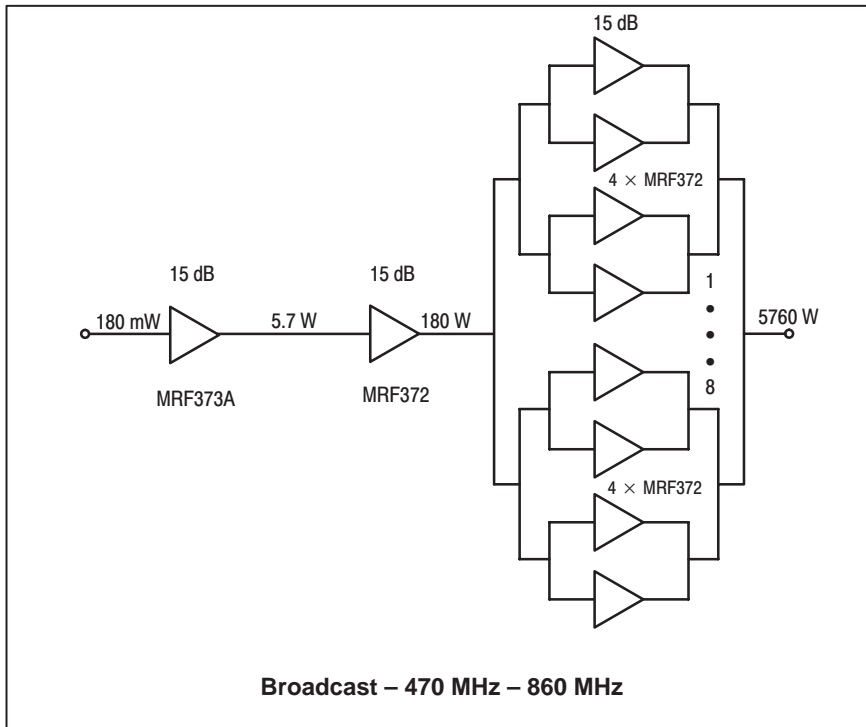 15 dB
4 × MRF372
15 dB
15 dB
1
180 mW
5.7 W
180 W
5760 W
8
MRF373A
MRF372
4 × MRF372
Broadcast – 470 MHz – 860 MHz